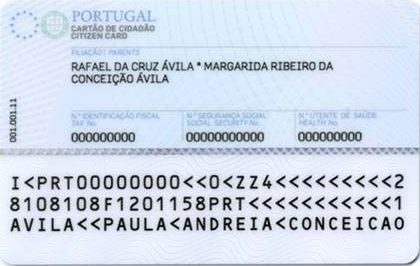 PORTUGAL
CARTÃO DE CIDADÃO
CITIZEN CARD
FILIAÇÃO \ PARENTS
RAFAEL DA CRUZ ÁVILA * MARGARIDA RIBEIRO DA
CONCEIÇÃO ÁVILA
N.º IDENTIFICAÇÃO FISCAL N.º SEGURANÇA SOCIAL N.º UTENTE DE SAÚDE
TAX No. SOCIAL SECURITY No. HEALTH No.
000000000 00000000000 000000000
001.001.11
I<PRT00000000<<0<ZZ4<<<<<<<<<2
8108108F1201158PRT<<<<<<<<<<<1
AVILA<<PAULA<ANDREIA<CONCEICAO